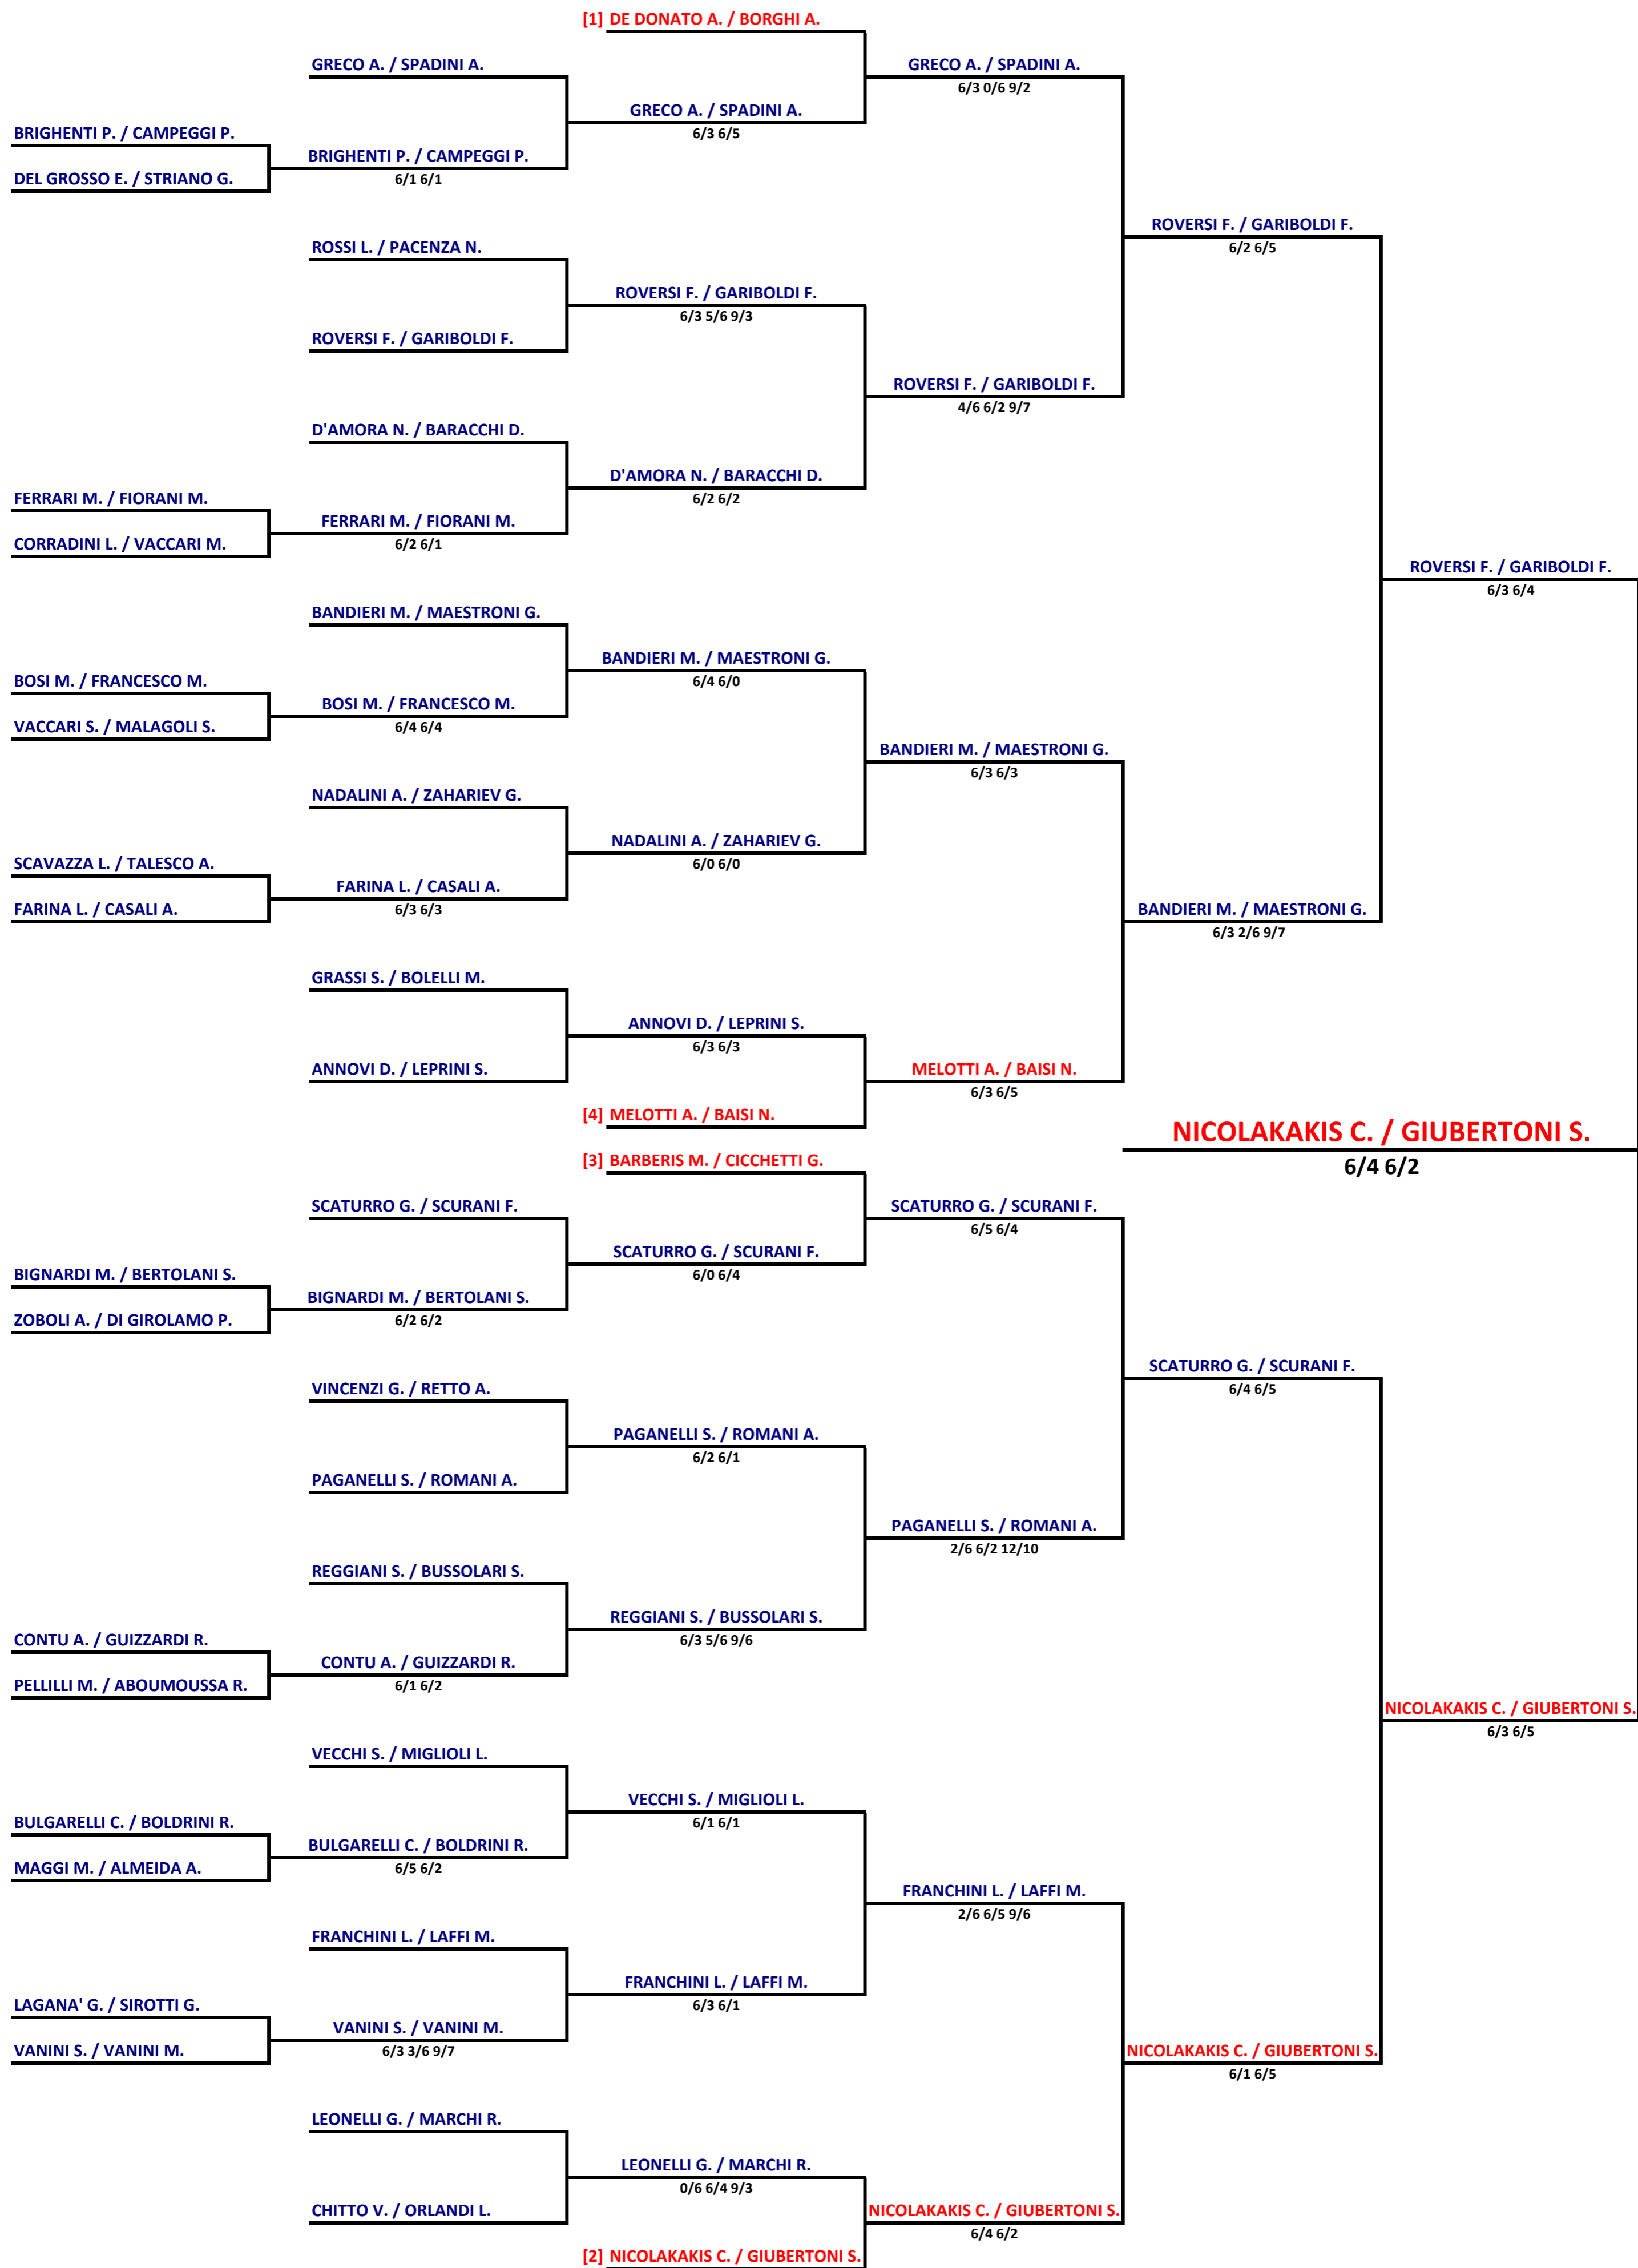 [1] DE DONATO A. / BORGHI A.
GRECO A. / SPADINI A.
GRECO A. / SPADINI A.
6/3 0/6 9/2
GRECO A. / SPADINI A.
6/3 6/5
BRIGHENTI P. / CAMPEGGI P.
BRIGHENTI P. / CAMPEGGI P.
6/1 6/1
DEL GROSSO E. / STRIANO G.
ROVERSI F. / GARIBOLDI F.
6/2 6/5
ROSSI L. / PACENZA N.
ROVERSI F. / GARIBOLDI F.
6/3 5/6 9/3
ROVERSI F. / GARIBOLDI F.
ROVERSI F. / GARIBOLDI F.
4/6 6/2 9/7
D'AMORA N. / BARACCHI D.
D'AMORA N. / BARACCHI D.
6/2 6/2
FERRARI M. / FIORANI M.
FERRARI M. / FIORANI M.
6/2 6/1
CORRADINI L. / VACCARI M.
ROVERSI F. / GARIBOLDI F.
6/3 6/4
BANDIERI M. / MAESTRONI G.
BANDIERI M. / MAESTRONI G.
6/4 6/0
BOSI M. / FRANCESCO M.
BOSI M. / FRANCESCO M.
6/4 6/4
VACCARI S. / MALAGOLI S.
BANDIERI M. / MAESTRONI G.
6/3 6/3
NADALINI A. / ZAHARIEV G.
NADALINI A. / ZAHARIEV G.
6/0 6/0
SCAVAZZA L. / TALESCO A.
FARINA L. / CASALI A.
6/3 6/3
FARINA L. / CASALI A.
BANDIERI M. / MAESTRONI G.
6/3 2/6 9/7
GRASSI S. / BOLELLI M.
ANNOVI D. / LEPRINI S.
6/3 6/3
ANNOVI D. / LEPRINI S.
MELOTTI A. / BAISI N.
6/3 6/5
[4] MELOTTI A. / BAISI N.
NICOLAKAKIS C. / GIUBERTONI S.
6/4 6/2
[3] BARBERIS M. / CICCHETTI G.
SCATURRO G. / SCURANI F.
SCATURRO G. / SCURANI F.
6/5 6/4
SCATURRO G. / SCURANI F.
6/0 6/4
BIGNARDI M. / BERTOLANI S.
BIGNARDI M. / BERTOLANI S.
6/2 6/2
ZOBOLI A. / DI GIROLAMO P.
SCATURRO G. / SCURANI F.
6/4 6/5
VINCENZI G. / RETTO A.
PAGANELLI S. / ROMANI A.
6/2 6/1
PAGANELLI S. / ROMANI A.
PAGANELLI S. / ROMANI A.
2/6 6/2 12/10
REGGIANI S. / BUSSOLARI S.
REGGIANI S. / BUSSOLARI S.
6/3 5/6 9/6
CONTU A. / GUIZZARDI R.
CONTU A. / GUIZZARDI R.
6/1 6/2
PELLILLI M. / ABOUMOUSSA R.
NICOLAKAKIS C. / GIUBERTONI S.
6/3 6/5
VECCHI S. / MIGLIOLI L.
VECCHI S. / MIGLIOLI L.
6/1 6/1
BULGARELLI C. / BOLDRINI R.
BULGARELLI C. / BOLDRINI R.
6/5 6/2
MAGGI M. / ALMEIDA A.
FRANCHINI L. / LAFFI M.
2/6 6/5 9/6
FRANCHINI L. / LAFFI M.
FRANCHINI L. / LAFFI M.
6/3 6/1
LAGANA' G. / SIROTTI G.
VANINI S. / VANINI M.
6/3 3/6 9/7
VANINI S. / VANINI M.
NICOLAKAKIS C. / GIUBERTONI S.
6/1 6/5
LEONELLI G. / MARCHI R.
LEONELLI G. / MARCHI R.
0/6 6/4 9/3
CHITTO V. / ORLANDI L.
NICOLAKAKIS C. / GIUBERTONI S.
6/4 6/2
[2] NICOLAKAKIS C. / GIUBERTONI S.